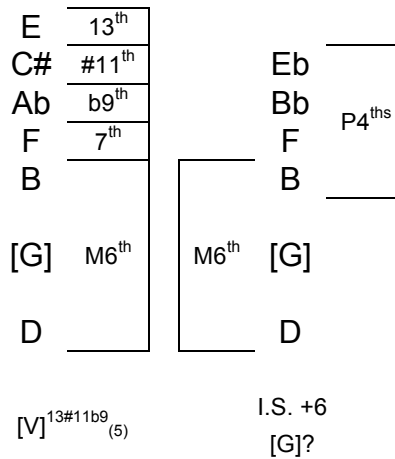 E 13th
C# #11th Eb
Ab b9th Bb P4ths
F 7th F
B B
[G] M6th M6th [G]
D D
[V]13#11b9(5) I.S. +6
[G]?